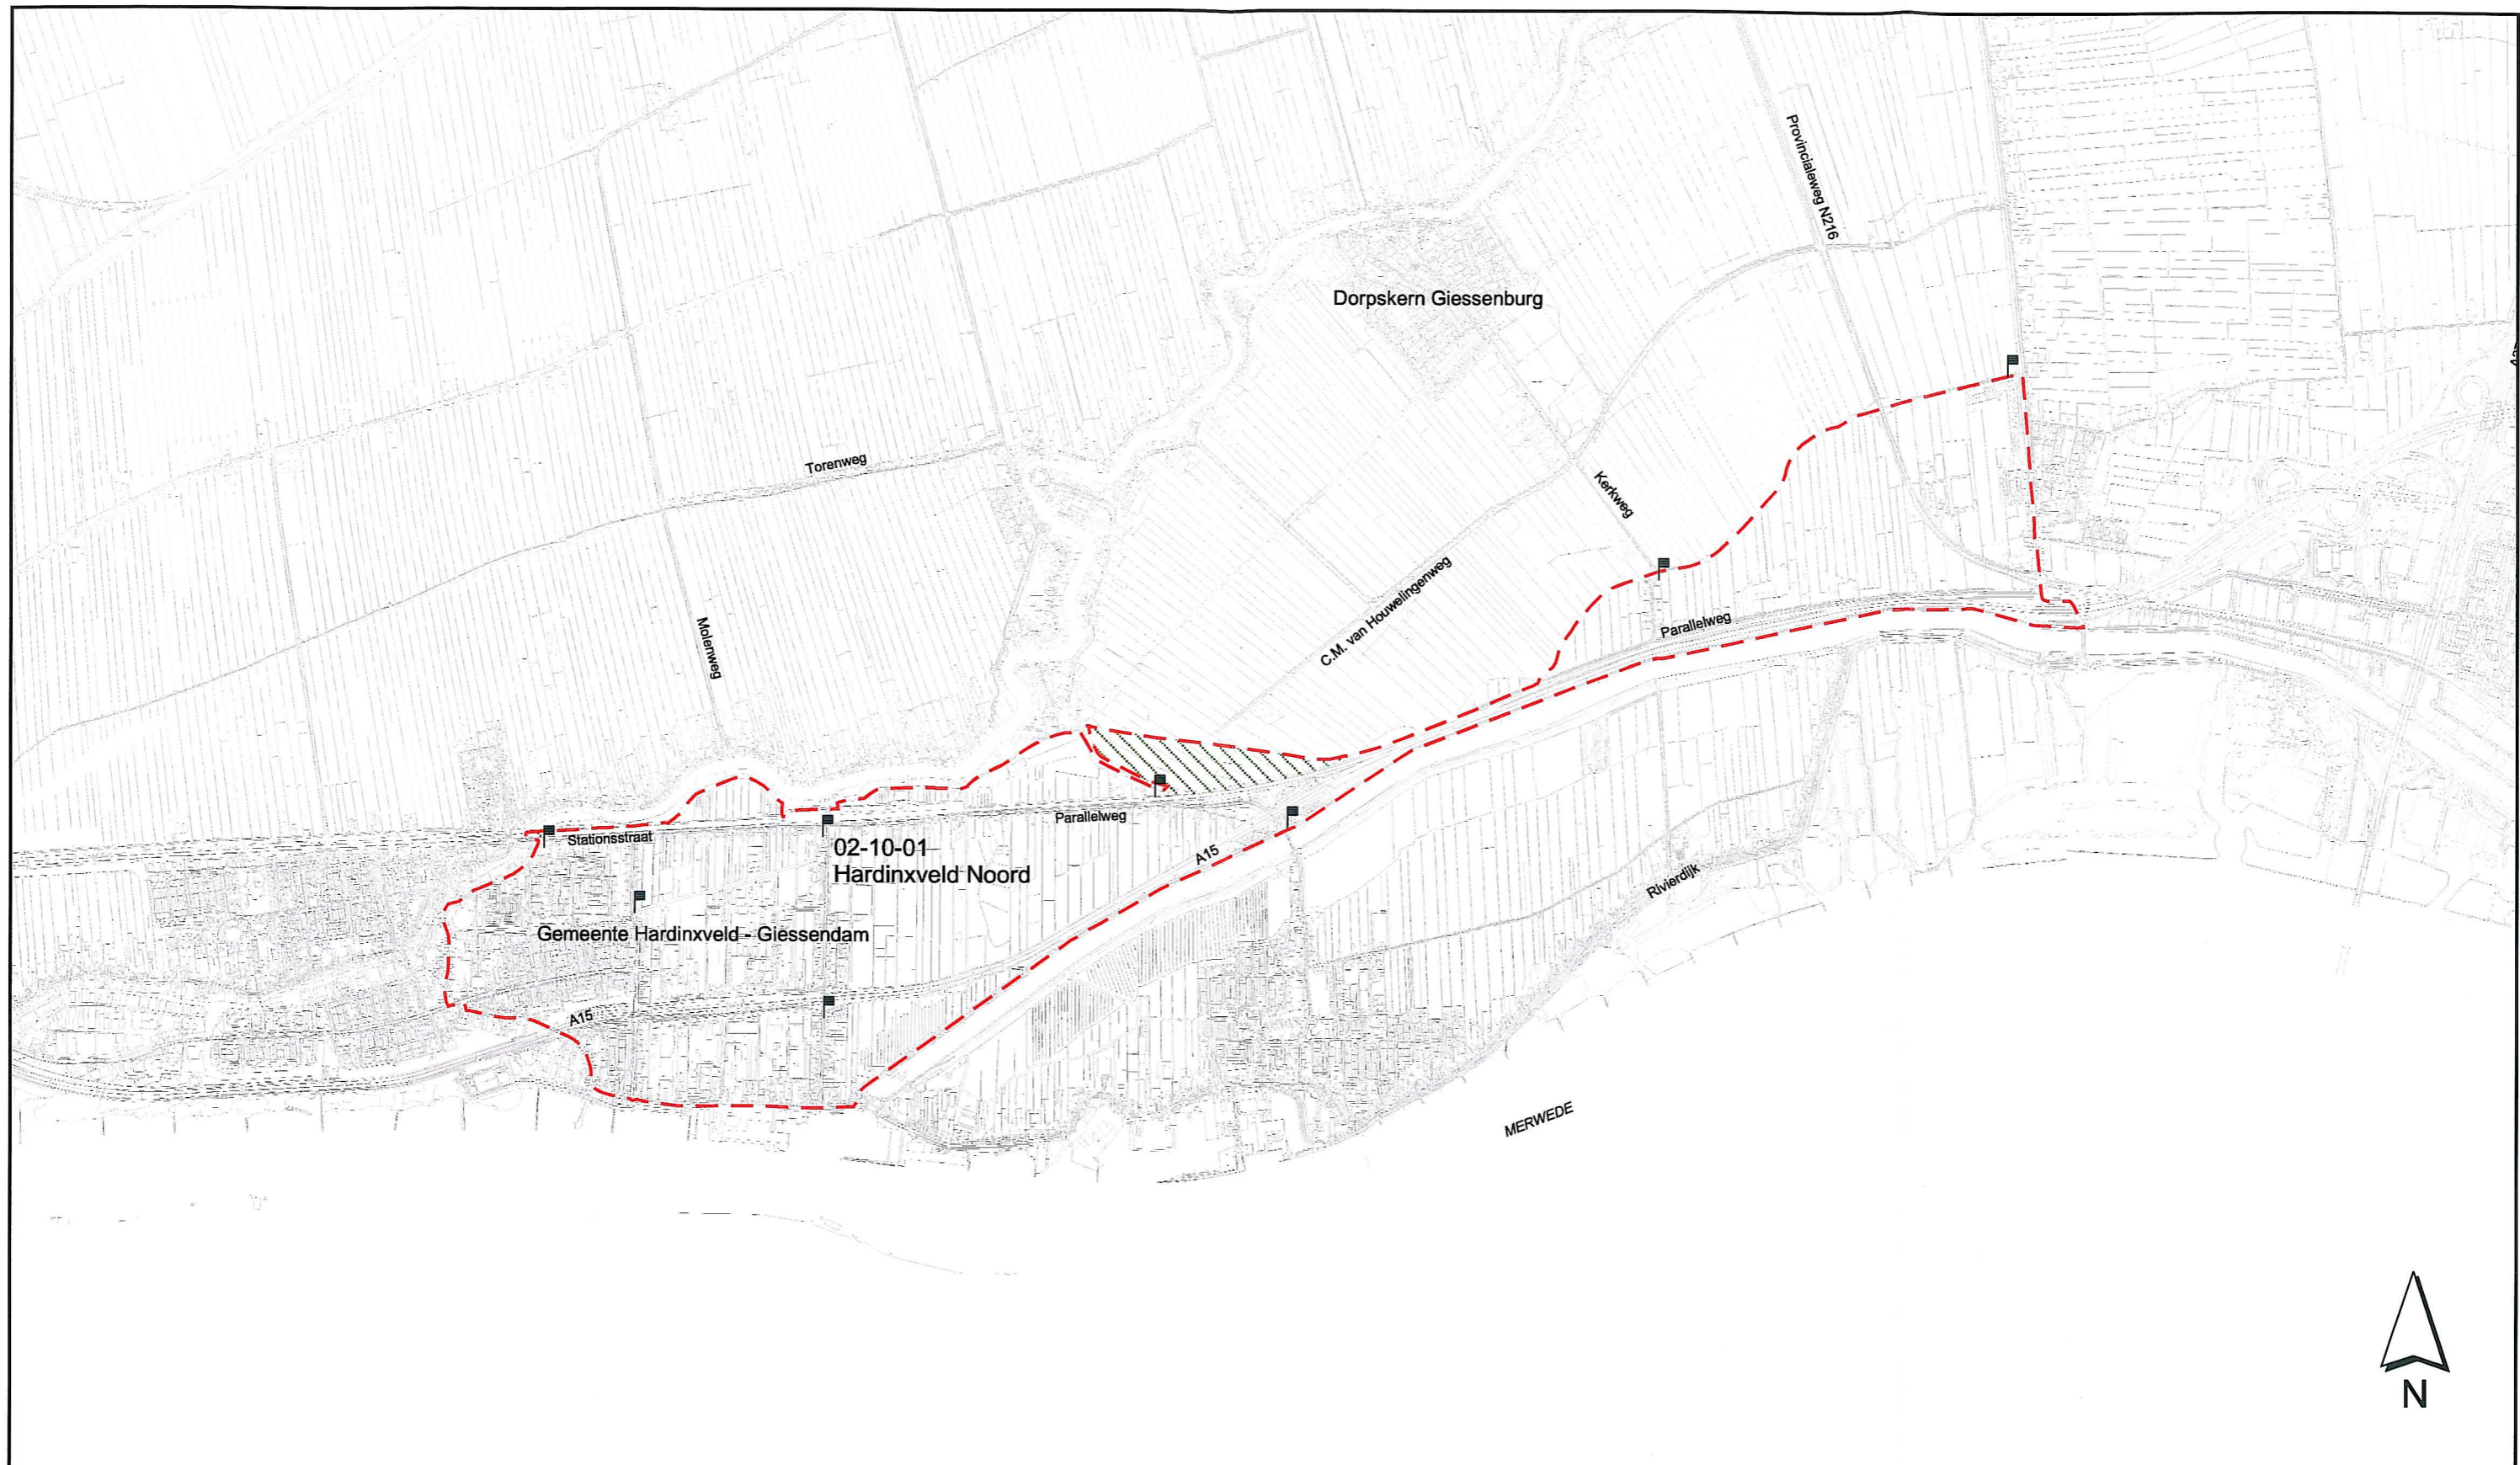 Provincialeweg N216
Dorpskern Giessenburg
Torenweg
Kerkweg
C.M. van Houwelingenweg
Molenweg
Parallelweg
Parallelweg
Stationsstraat
02-10-01
Hardinxveld Noord
A15
Rivierdijk
Gemeente Hardinxveld - Giessendam
A15
MERWEDE
N